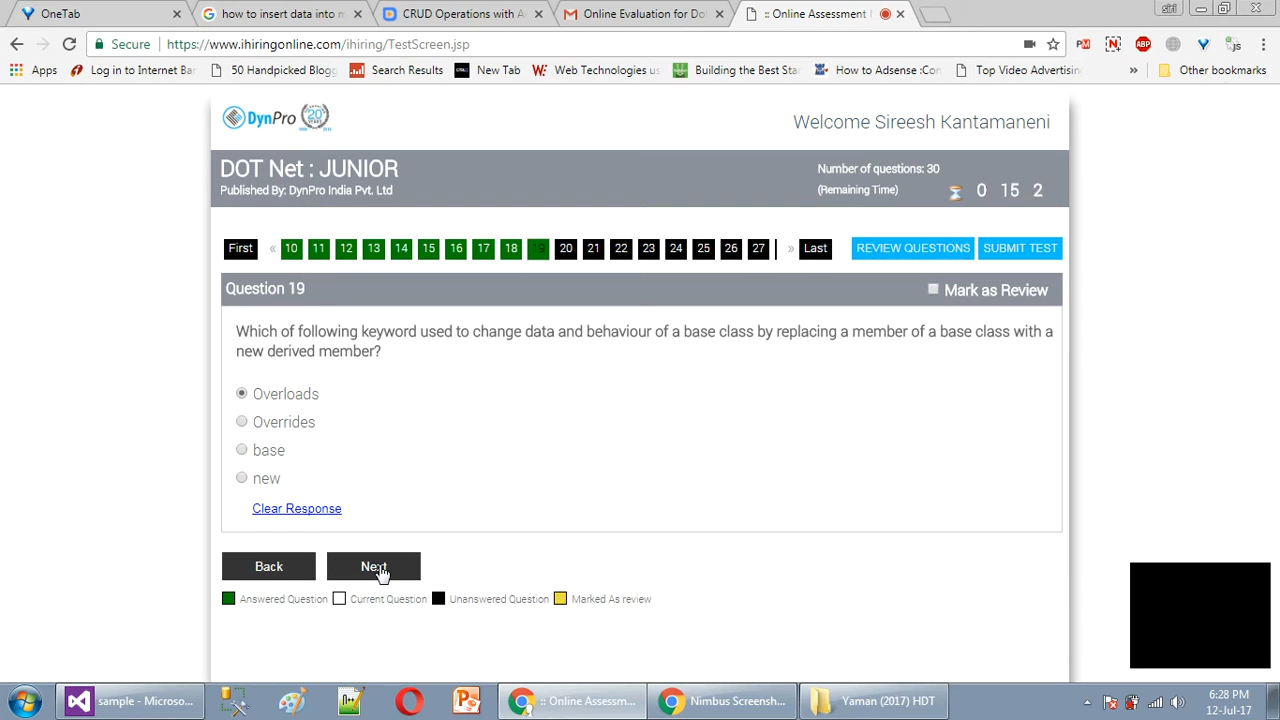 OneTab
how to insert data into m
CRUD Operations with A
Online Evaluation for Do
:: Online Assessment
Secure
https://www.ihiringonline.com/ihiring/TestScreen.jsp
Apps
Log in to Internet Ba
50 Handpicked Blog
Search Results
New Tab
Web Technologies us
Building the Best Sta
How to Adsense :Con
Top Video Advertisin
»
Other bookmarks
DynPro
20
Welcome Sireesh Kantamaneni
DOT Net : JUNIOR
Published By: DynPro India Pvt. Ltd
Number of questions: 30
(Remaining Time)
0 15 2
First « 10 11 12 13 14 15 16 17 18 19 20 21 22 23 24 25 26 27 » Last
REVIEW QUESTIONS
SUBMIT TEST
Question 19
Mark as Review
Which of following keyword used to change data and behaviour of a base class by replacing a member of a base class with a
new derived member?
Overloads
Overrides
base
new
Clear Response
Back
Next
Answered Question
Current Question
Unanswered Question
Marked As review
sample - Microso...
:: Online Assessm...
Nimbus Screensh...
Yaman (2017) HDT
6:28 PM
12-Jul-17